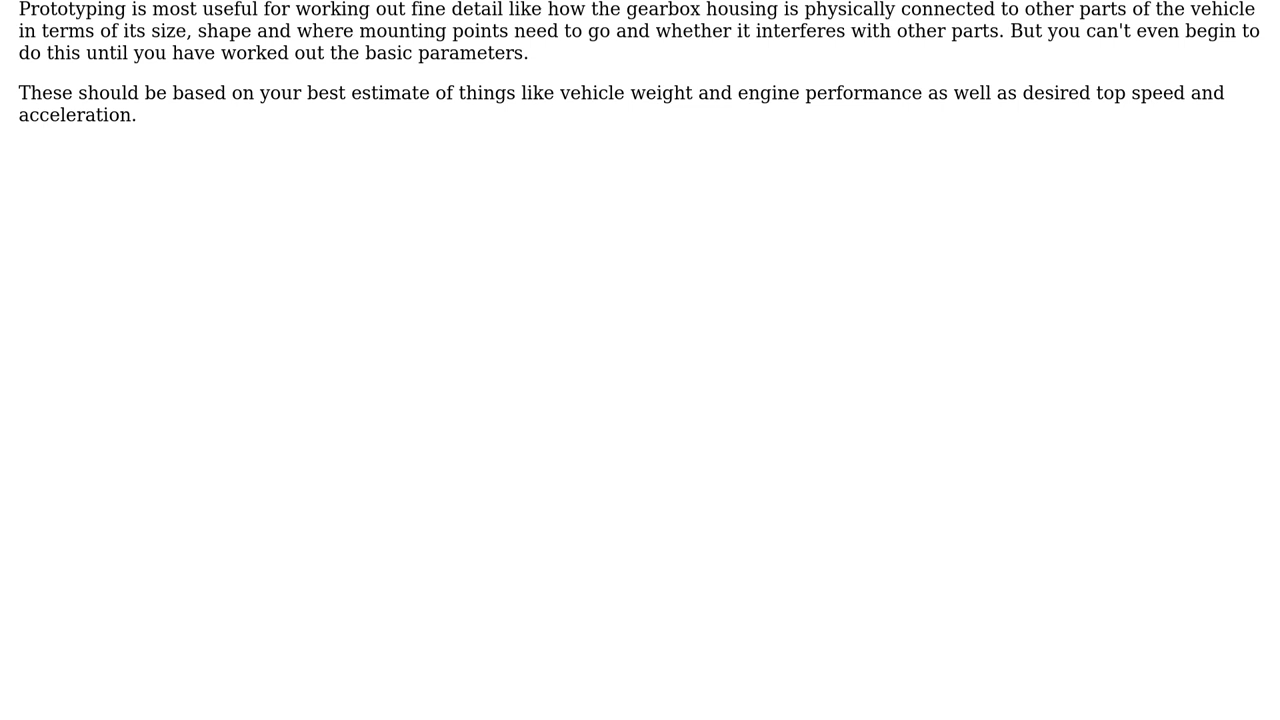 Prototyping is most useful for working out fine detail like how the gearbox housing is physically connected to other parts of the vehicle
in terms of its size, shape and where mounting points need to go and whether it interferes with other parts. But you can't even begin to
do this until you have worked out the basic parameters.
These should be based on your best estimate of things like vehicle weight and engine performance as well as desired top speed and
acceleration.